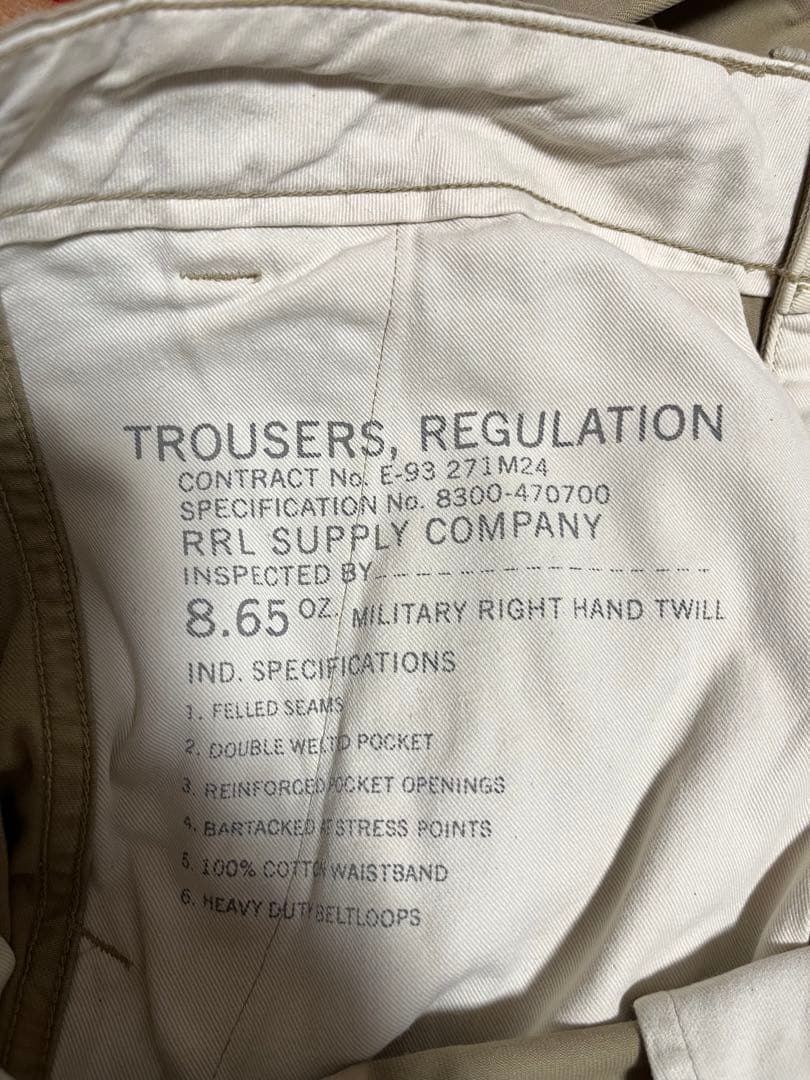 TROUSERS, REGULATION
CONTRACT No. E-93 271M24
SPECIFICATION No. 8300-470700
RRL SUPPLY COMPANY
INSPECTED BY
8.65 OZ. MILITARY RIGHT HAND TWILL
IND. SPECIFICATIONS
1. FELLED SEAMS
2. DOUBLE WELTD POCKET
3. REINFORCED POCKET OPENINGS
4. BARTACKED AT STRESS POINTS
5. 100% COTTON WAISTBAND
6. HEAVY DUTY BELTLOOPS